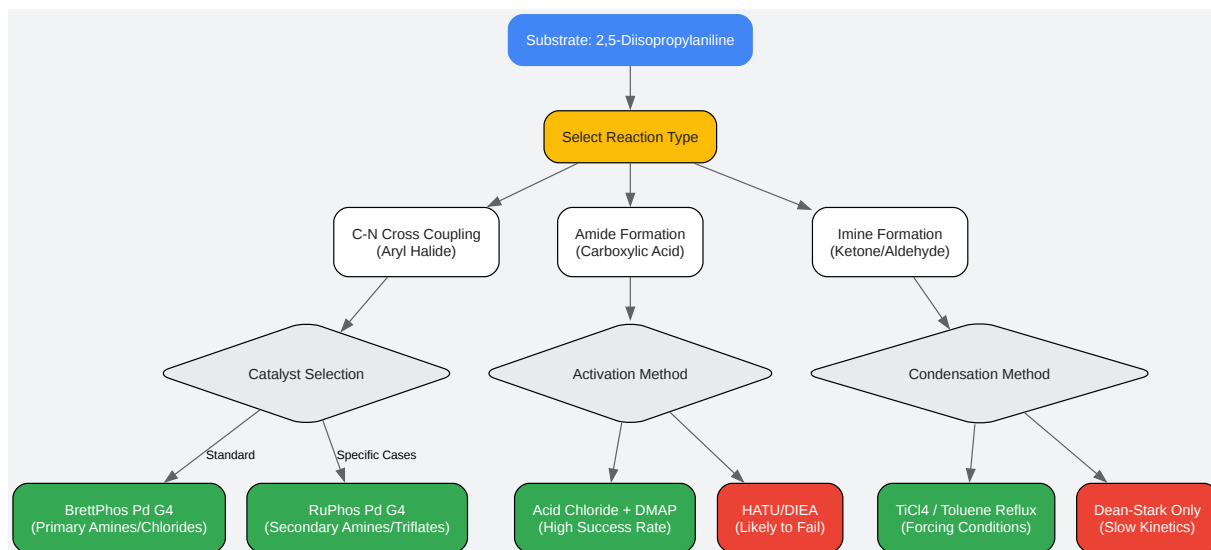 Substrate: 2,5-Diisopropylaniline
Select Reaction Type
C-N Cross Coupling
(Aryl Halide)
Amide Formation
(Carboxylic Acid)
Imine Formation
(Ketone/Aldehyde)
Catalyst Selection
Activation Method
Condensation Method
Standard
Specific Cases
BrettPhos Pd G4
(Primary Amines/Chlorides)
RuPhos Pd G4
(Secondary Amines/Triflates)
Acid Chloride + DMAP
(High Success Rate)
HATU/DIEA
(Likely to Fail)
TiCl4 / Toluene Reflux
(Forcing Conditions)
Dean-Stark Only
(Slow Kinetics)